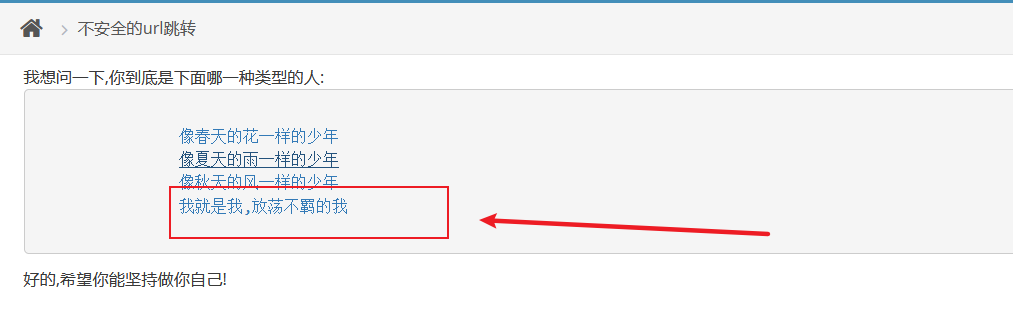 不安全的url跳转
我想问一下,你到底是下面哪一种类型的人:
像春天的花一样的少年
像夏天的雨一样的少年
像秋天的风一样的少年
我就是我,放荡不羁的我
好的,希望你能坚持做你自己!